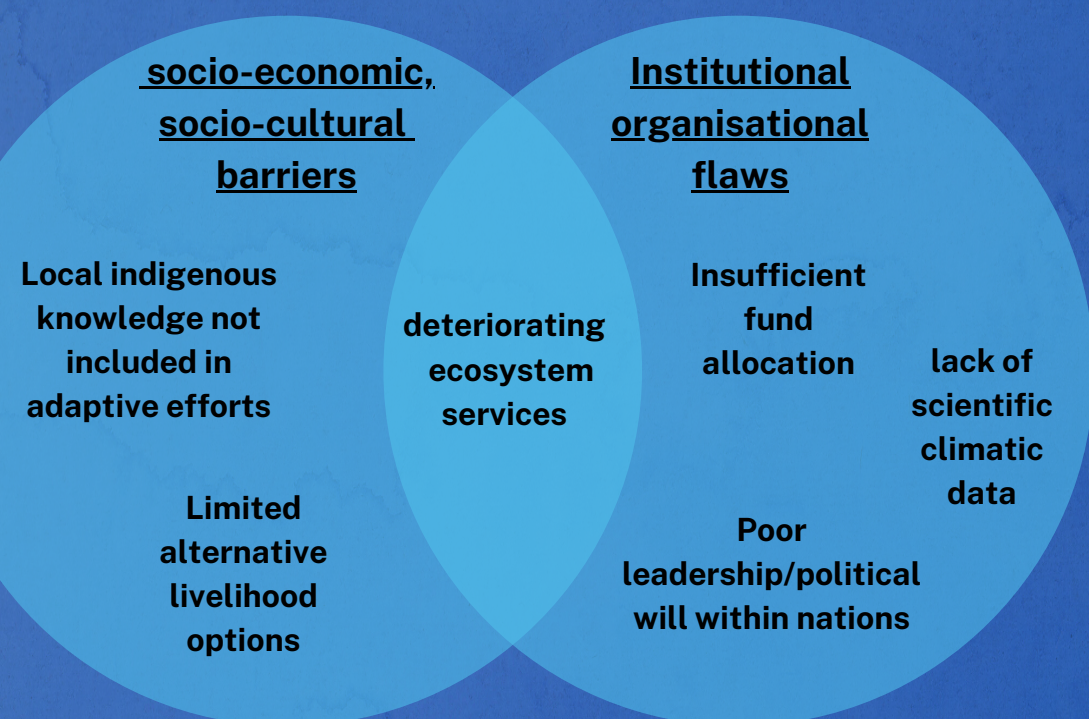 socio-economic,
socio-cultural
barriers
Local indigenous
knowledge not
included in
adaptive efforts
Limited
alternative
livelihood
options
deteriorating
ecosystem
services
Institutional
organisational
flaws
Insufficient
fund
allocation
lack of
scientific
climatic
data
Poor
leadership/political
will within nations